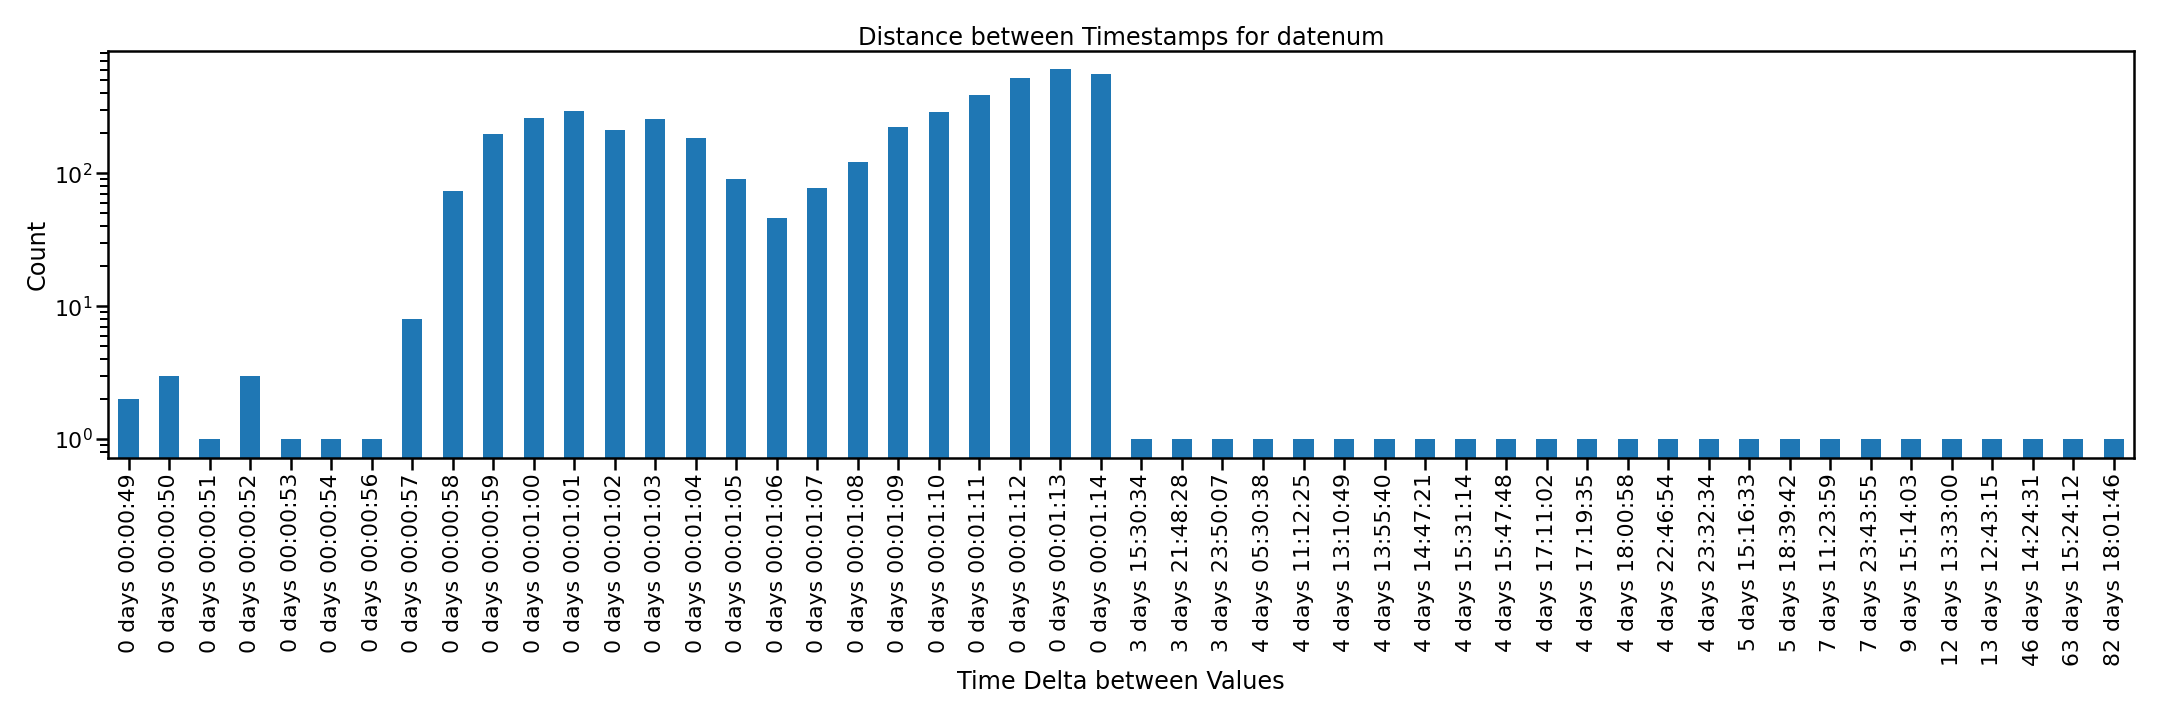 Distance between Timestamps for datenum
Count
10²
10¹
10⁰
0 days 00:00:49
0 days 00:00:50
0 days 00:00:51
0 days 00:00:52
0 days 00:00:53
0 days 00:00:54
0 days 00:00:56
0 days 00:00:57
0 days 00:00:58
0 days 00:00:59
0 days 00:01:00
0 days 00:01:01
0 days 00:01:02
0 days 00:01:03
0 days 00:01:04
0 days 00:01:05
0 days 00:01:06
0 days 00:01:07
0 days 00:01:08
0 days 00:01:09
0 days 00:01:10
0 days 00:01:11
0 days 00:01:12
0 days 00:01:13
0 days 00:01:14
3 days 15:30:34
3 days 21:48:28
3 days 23:50:07
4 days 05:30:38
4 days 11:12:25
4 days 13:10:49
4 days 13:55:40
4 days 14:47:21
4 days 15:31:14
4 days 15:47:48
4 days 17:11:02
4 days 17:19:35
4 days 18:00:58
4 days 22:46:54
4 days 23:32:34
5 days 15:16:33
5 days 18:39:42
7 days 11:23:59
7 days 23:43:55
9 days 15:14:03
12 days 13:33:00
13 days 12:43:15
46 days 14:24:31
63 days 15:24:12
82 days 18:01:46
Time Delta between Values